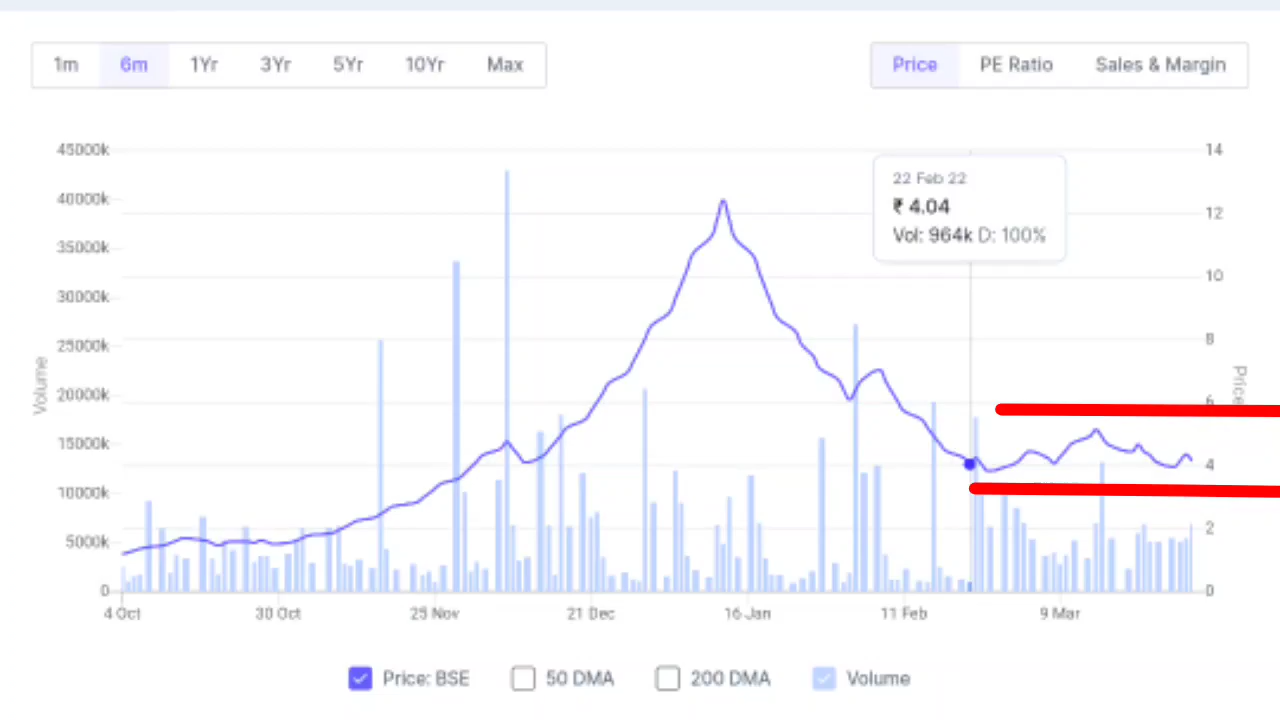 1m 6m 1Yr 3Yr 5Yr 10Yr Max Price PE Ratio Sales & Margin
45000k 14
22 Feb 22
40000k ₹ 4.04 12
35000k Vol: 964k D: 100%
30000k 10
25000k 8
20000k 6
Volume Price
15000k 4
10000k
5000k 2
0 0
4 Oct 30 Oct 25 Nov 21 Dec 16 Jan 11 Feb 9 Mar
Price: BSE 50 DMA 200 DMA Volume